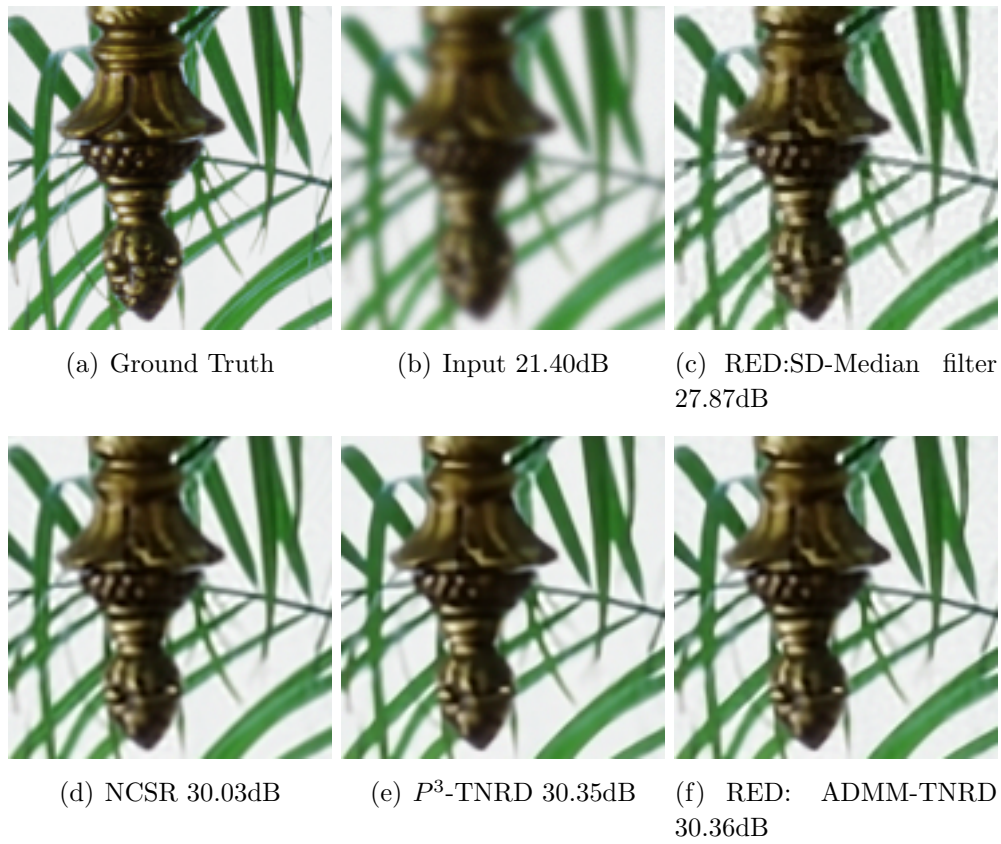 (a) Ground Truth
(b) Input 21.40dB
(c) RED:SD-Median filter
27.87dB
(d) NCSR 30.03dB
(e) P³-TNRD 30.35dB
(f) RED: ADMM-TNRD
30.36dB